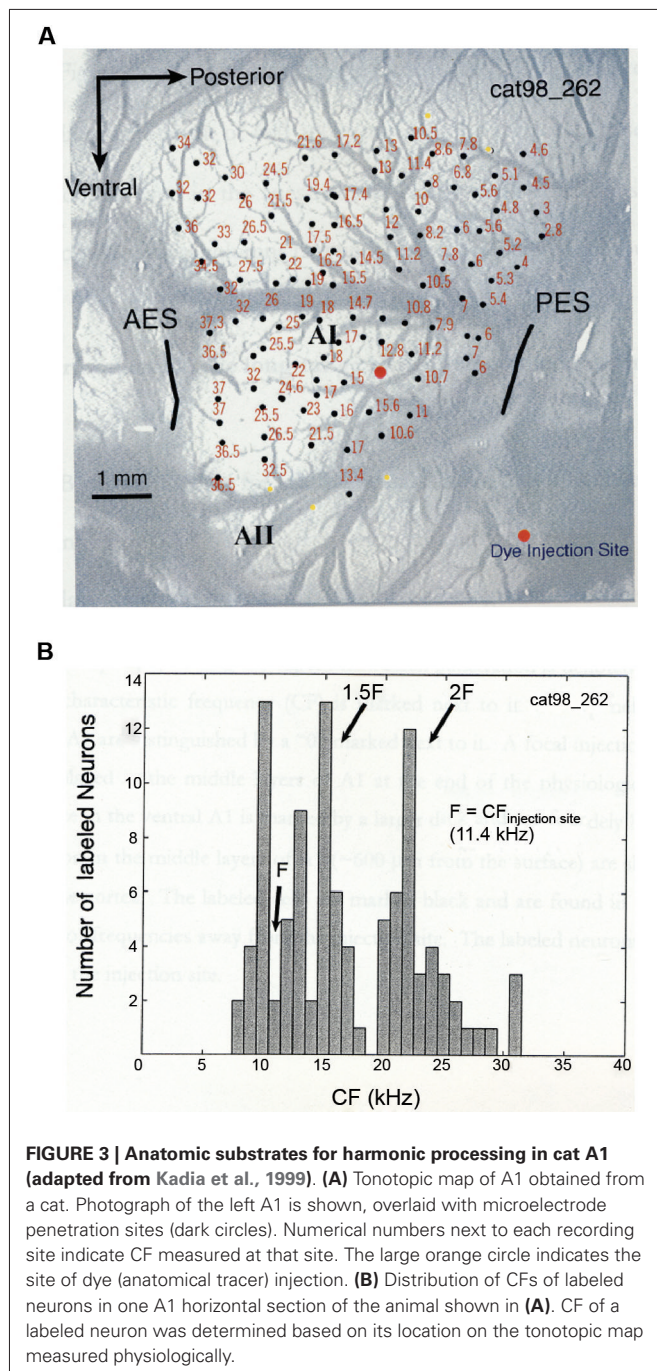 A
Posterior
cat98_262
Ventral
34 32 30 24.5 21.6 17.2 13 10.5 8.6 7.8 4.6
32 32 26 21.5 19.4 17.4 13 11.4 8 6.8 5.6 5.1 4.5
36 33 26.5 21 17.5 16.5 12 10 8.2 6 5.6 4.8 3 2.8
34.5 27.5 22 16.2 14.5 11.2 7.8 6 5.2 4
32 26 19 15.5 10.5 7 5.3 5.4
AES
PES
37.3 32 25 19 18 14.7 10.8 7.9 6
AI
36.5 25.5 18 17 12.8 11.2 7 6
37 32 22 24.6 17 15 10.7
37 25.5 23 16 15.6 11
36.5 26.5 21.5 17 10.6
36.5 32.5 13.4
1 mm
AII
Dye Injection Site
B
14
12
10
8
6
4
2
0 5 10 15 20 25 30 35 40
Number of labeled Neurons
CF (kHz)
F
1.5F
2F
cat98_262
F = CFinjection site
(11.4 kHz)
FIGURE 3 | Anatomic substrates for harmonic processing in cat A1
(adapted from Kadia et al., 1999). (A) Tonotopic map of A1 obtained from
a cat. Photograph of the left A1 is shown, overlaid with microelectrode
penetration sites (dark circles). Numerical numbers next to each recording
site indicate CF measured at that site. The large orange circle indicates the
site of dye (anatomical tracer) injection. (B) Distribution of CFs of labeled
neurons in one A1 horizontal section of the animal shown in (A). CF of a
labeled neuron was determined based on its location on the tonotopic map
measured physiologically.